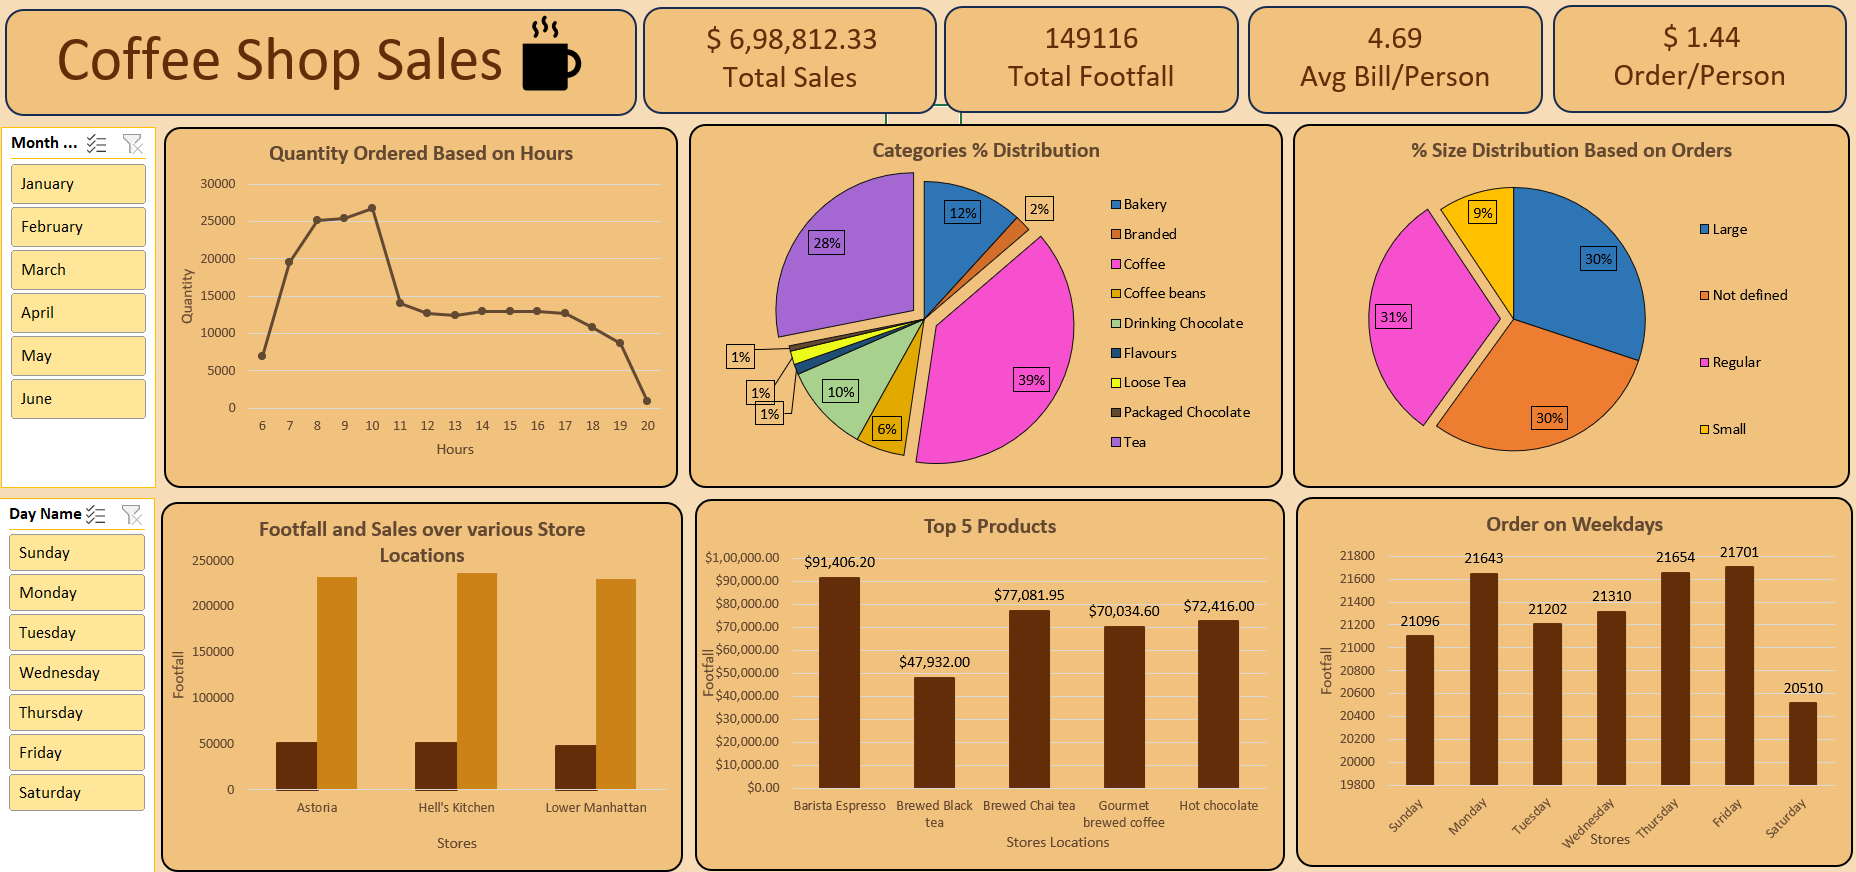 Coffee Shop Sales
$ 6,98,812.33
Total Sales
149116
Total Footfall
4.69
Avg Bill/Person
$ 1.44
Order/Person
Month ...
January
February
March
April
May
June
Quantity Ordered Based on Hours
Quantity
30000
25000
20000
15000
10000
5000
0
6 7 8 9 10 11 12 13 14 15 16 17 18 19 20
Hours
Categories % Distribution
12%
2%
28%
39%
1%
1%
1%
10%
6%
Bakery
Branded
Coffee
Coffee beans
Drinking Chocolate
Flavours
Loose Tea
Packaged Chocolate
Tea
% Size Distribution Based on Orders
9%
30%
31%
30%
Large
Not defined
Regular
Small
Day Name
Sunday
Monday
Tuesday
Wednesday
Thursday
Friday
Saturday
Footfall and Sales over various Store
Locations
Footfall
250000
200000
150000
100000
50000
0
Astoria Hell's Kitchen Lower Manhattan
Stores
Top 5 Products
Footfall
$1,00,000.00
$90,000.00
$80,000.00
$70,000.00
$60,000.00
$50,000.00
$40,000.00
$30,000.00
$20,000.00
$10,000.00
$0.00
$91,406.20
$47,932.00
$77,081.95
$70,034.60
$72,416.00
Barista Espresso
Brewed Black
tea
Brewed Chai tea
Gourmet
brewed coffee
Hot chocolate
Stores Locations
Order on Weekdays
Footfall
21800
21600
21400
21200
21000
20800
20600
20400
20200
20000
19800
21096
21643
21202
21310
21654
21701
20510
Sunday
Monday
Tuesday
Wednesday
Thursday
Friday
Saturday
Stores